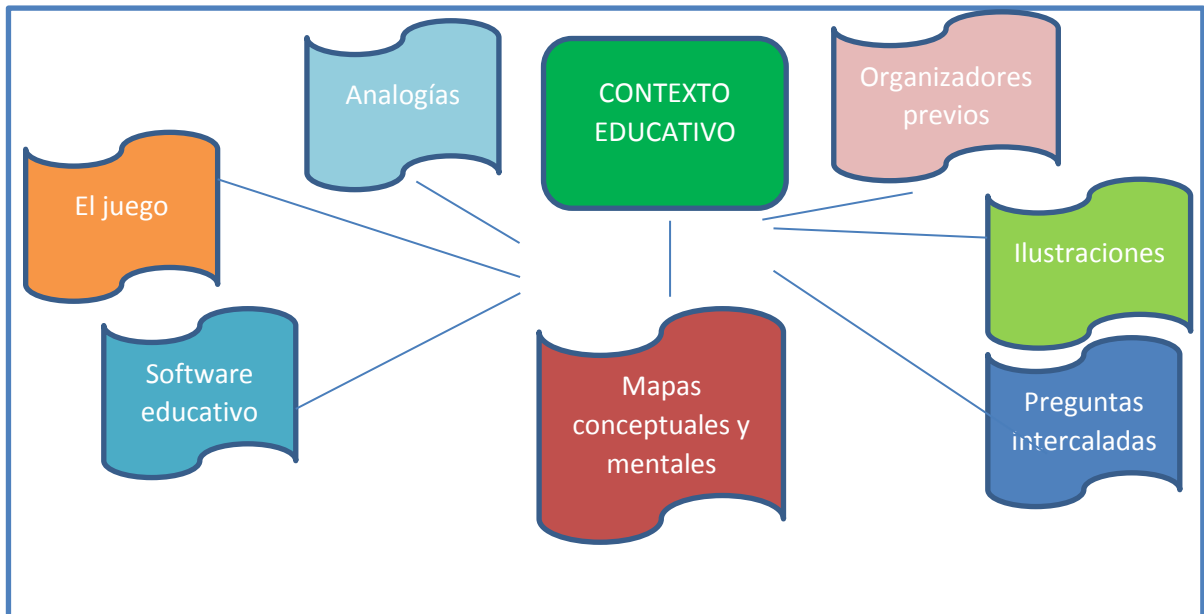 Analogías
CONTEXTO
EDUCATIVO
Organizadores
previos
El juego
Ilustraciones
Software
educativo
Mapas
conceptuales y
mentales
Preguntas
intercaladas